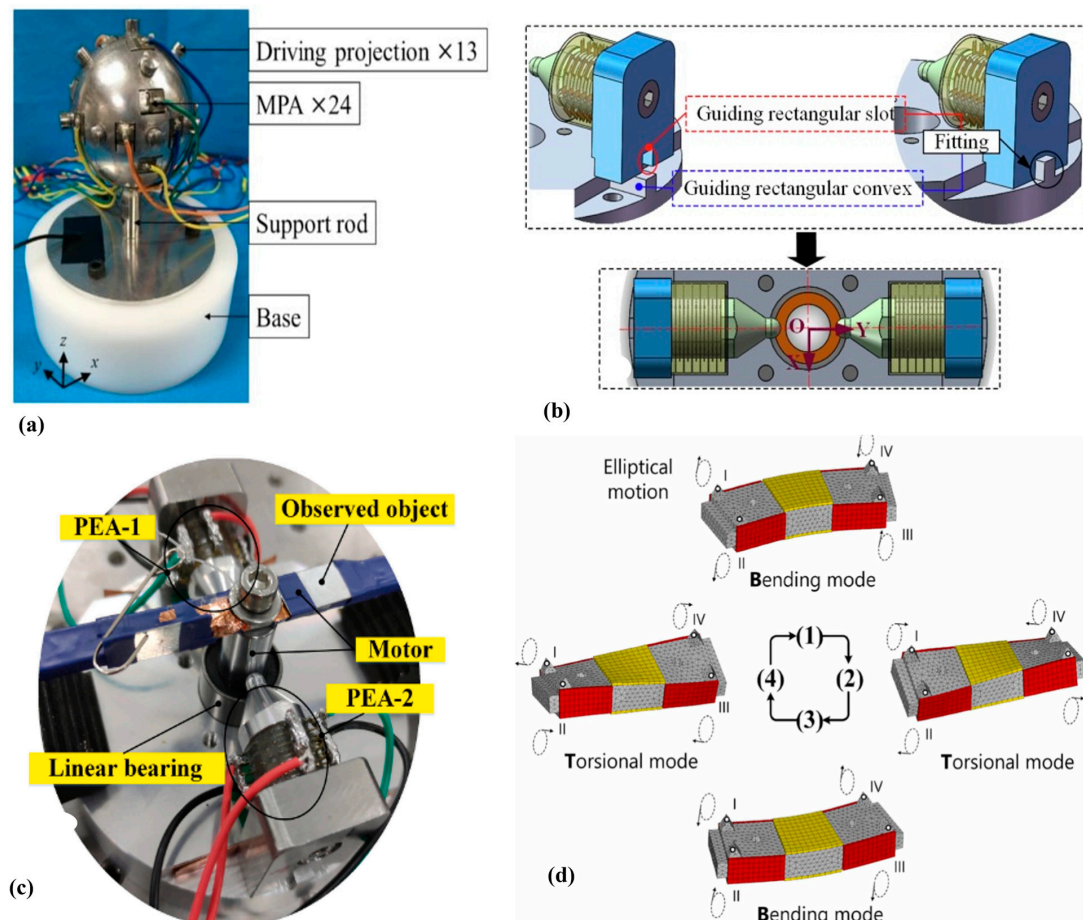 Driving projection ×13
MPA ×24
Support rod
Base
z
y
x
(a)
Guiding rectangular slot
Fitting
Guiding rectangular convex
O
Y
X
(b)
PEA-1
Observed object
Motor
PEA-2
Linear bearing
(c)
Elliptical
motion
I
IV
II
III
Bending mode
I
IV
II
III
Torsional mode
(1)
(4)
(2)
(3)
I
IV
II
Torsional mode
I
IV
II
III
Bending mode
(d)